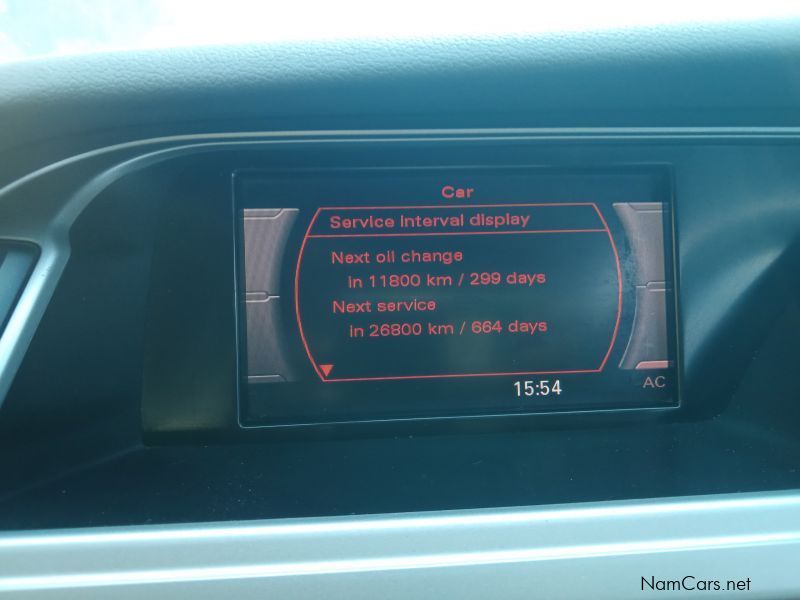 Car
Service interval display
Next oil change
in 11800 km / 299 days
Next service
in 26800 km / 664 days
15:54
AC
NamCars.net